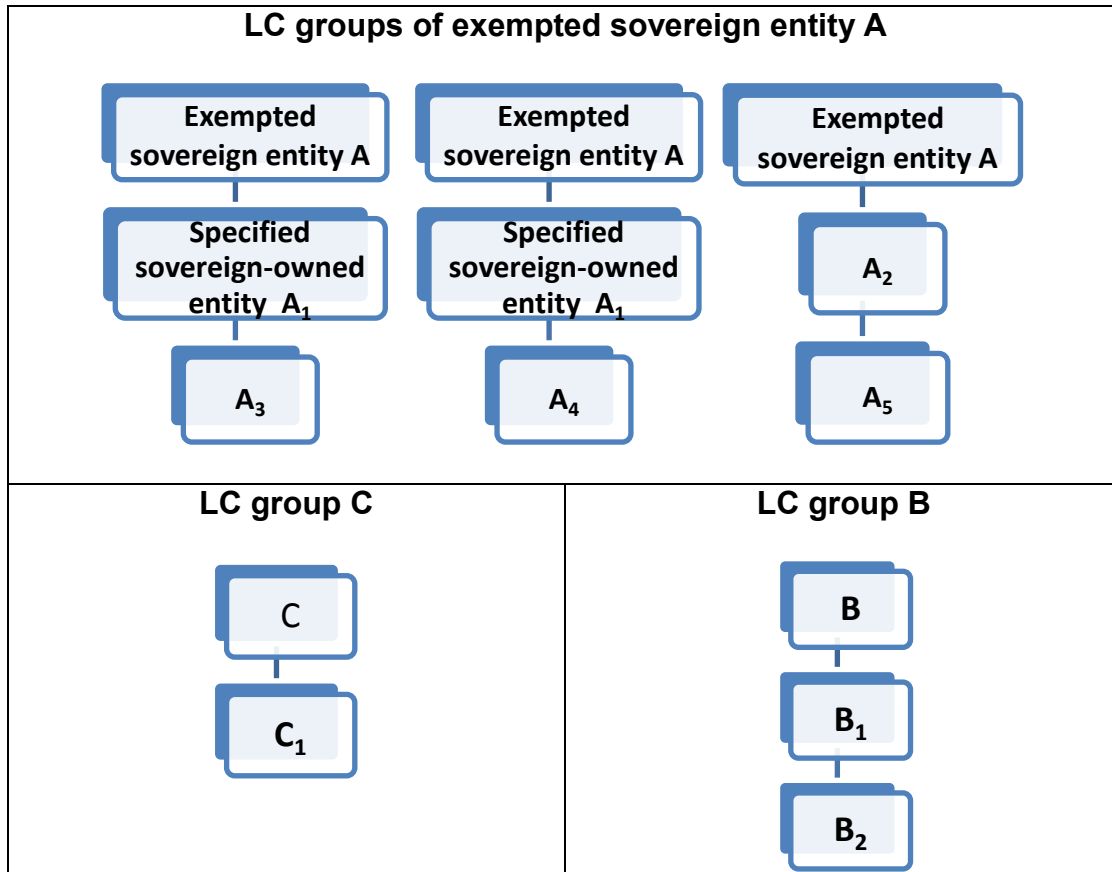 LC groups of exempted sovereign entity A
Exempted
sovereign entity A
Specified
sovereign-owned
entity A₁
A₃
Exempted
sovereign entity A
Specified
sovereign-owned
entity A₁
A₄
Exempted
sovereign entity A
A₂
A₅
LC group C
C
C₁
LC group B
B
B₁
B₂